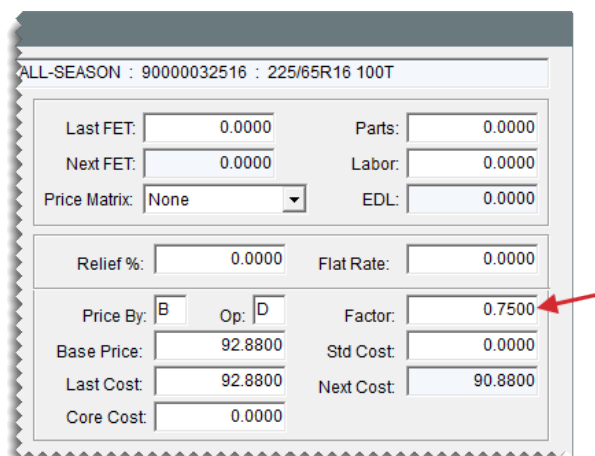 ALL-SEASON : 90000032516 : 225/65R16 100T
Last FET: 0.0000 Parts: 0.0000
Next FET: 0.0000 Labor: 0.0000
Price Matrix: None EDL: 0.0000
Relief %: 0.0000 Flat Rate: 0.0000
Price By: B Op: D Factor: 0.7500
Base Price: 92.8800 Std Cost: 0.0000
Last Cost: 92.8800 Next Cost: 90.8800
Core Cost: 0.0000